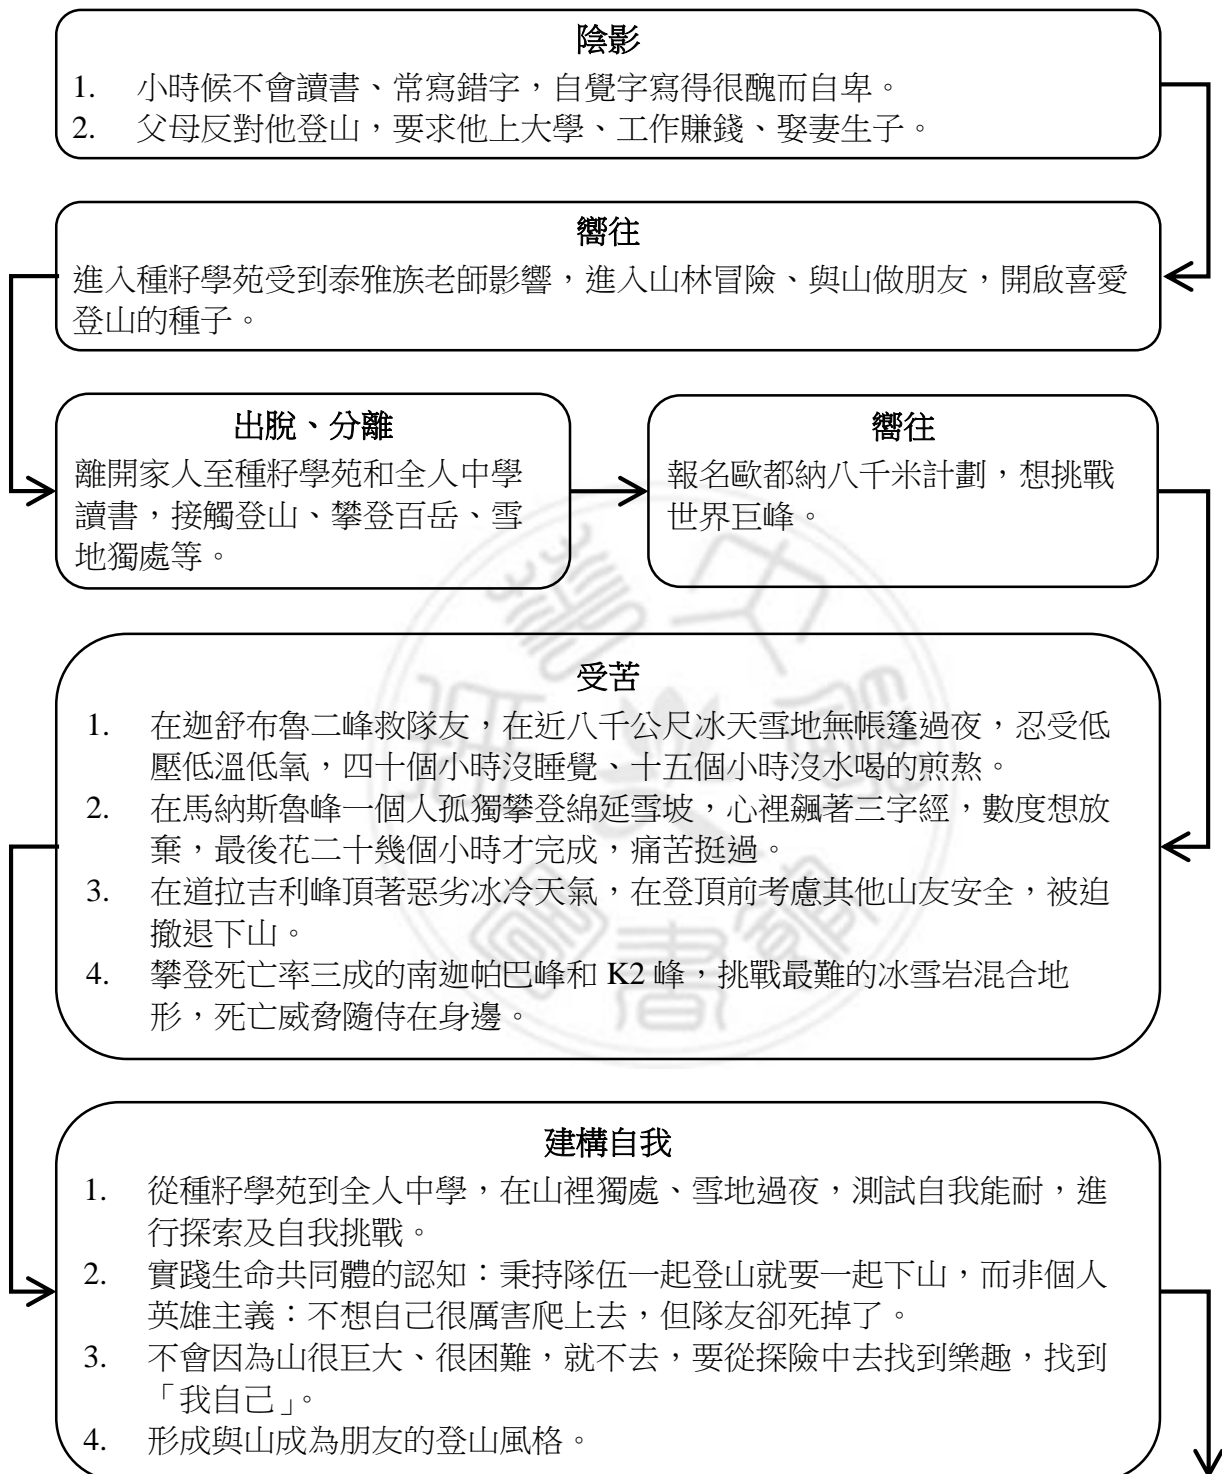 陰影
1. 小時候不會讀書、常寫錯字，自覺字寫得很醜而自卑。
2. 父母反對他登山，要求他上大學、工作賺錢、娶妻生子。
嚮往
進入種籽學苑受到泰雅族老師影響，進入山林冒險、與山做朋友，開啟喜愛
登山的種子。
出脫、分離
離開家人至種籽學苑和全人中學
讀書，接觸登山、攀登百岳、雪
地獨處等。
嚮往
報名歐都納八千米計劃，想挑戰
世界巨峰。
受苦
1. 在迦舒布魯二峰救隊友，在近八千公尺冰天雪地無帳篷過夜，忍受低
壓低溫低氧，四十個小時沒睡覺、十五個小時沒水喝的煎熬。
2. 在馬納斯魯峰一個人孤獨攀登綿延雪坡，心裡飆著三字經，數度想放
棄，最後花二十幾個小時才完成，痛苦挺過。
3. 在道拉吉利峰頂著惡劣冰冷天氣，在登頂前考慮其他山友安全，被迫
撤退下山。
4. 攀登死亡率三成的南迦帕巴峰和 K2 峰，挑戰最難的冰雪岩混合地
形，死亡威脅隨侍在身邊。
建構自我
1. 從種籽學苑到全人中學，在山裡獨處、雪地過夜，測試自我能耐，進
行探索及自我挑戰。
2. 實踐生命共同體的認知：秉持隊伍一起登山就要一起下山，而非個人
英雄主義：不想自己很厲害爬上去，但隊友卻死掉了。
3. 不會因為山很巨大、很困難，就不去，要從探險中去找到樂趣，找到
「我自己」。
4. 形成與山成為朋友的登山風格。